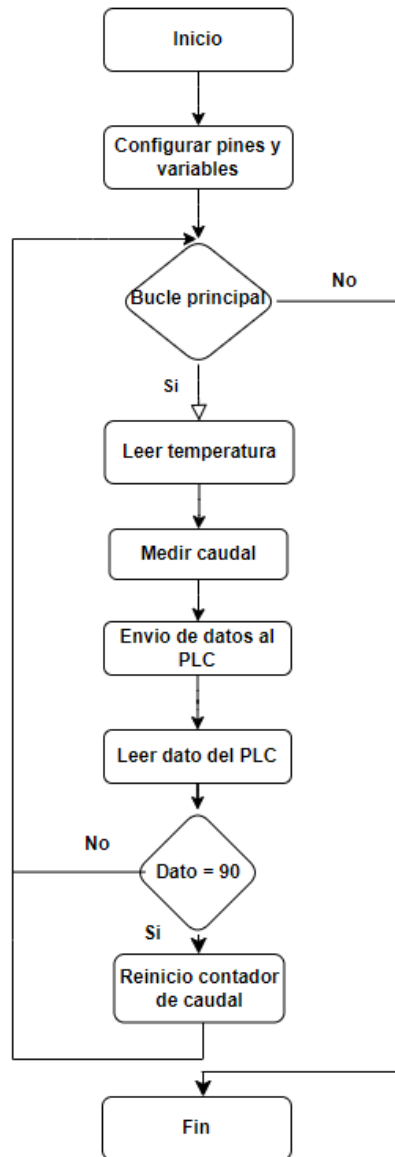 Inicio
Configurar pines y
variables
Bucle principal
No
Si
Leer temperatura
Medir caudal
Envio de datos al
PLC
Leer dato del PLC
No
Dato = 90
Si
Reinicio contador
de caudal
Fin